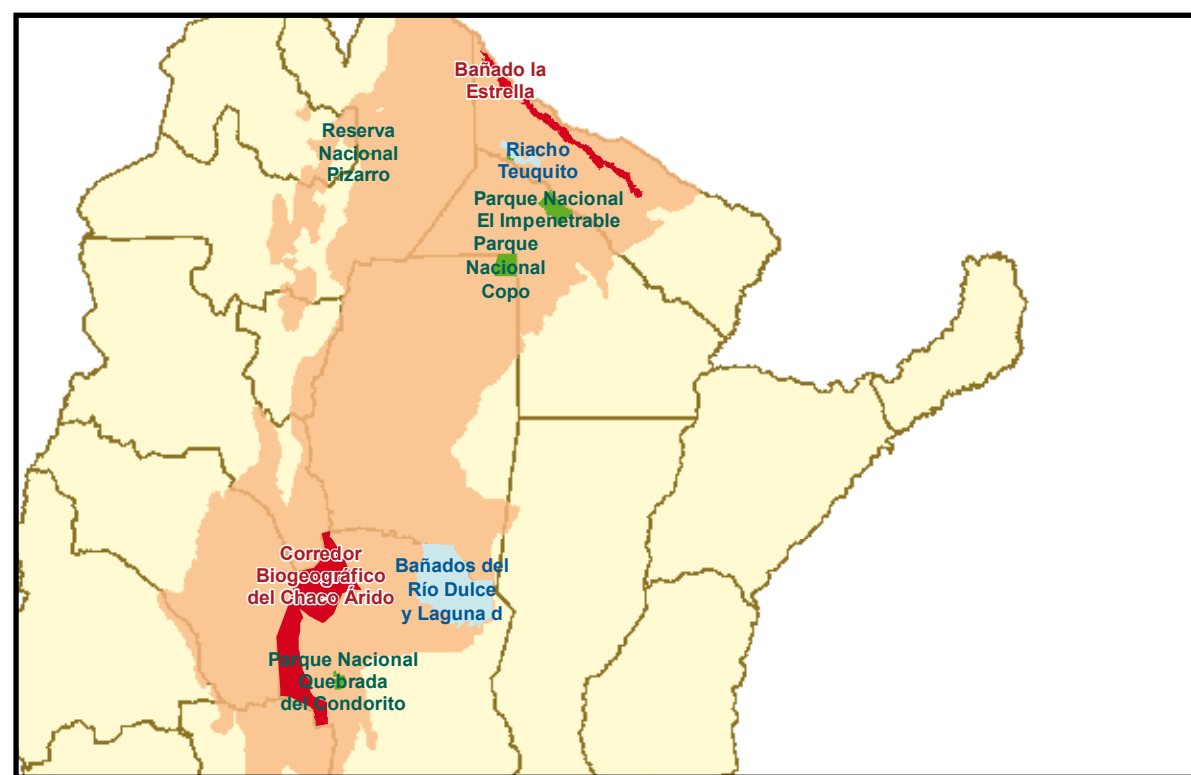 Bañado la
Estrella
Reserva
Nacional
Pizarro
Riacho
Teuquito
Parque Nacional
El Impenetrable
Parque
Nacional
Copo
Corredor
Biogeográfico
del Chaco Árido
Bañados del
Río Dulce
y Laguna d
Parque Nacional
Quebrada
del Condorito